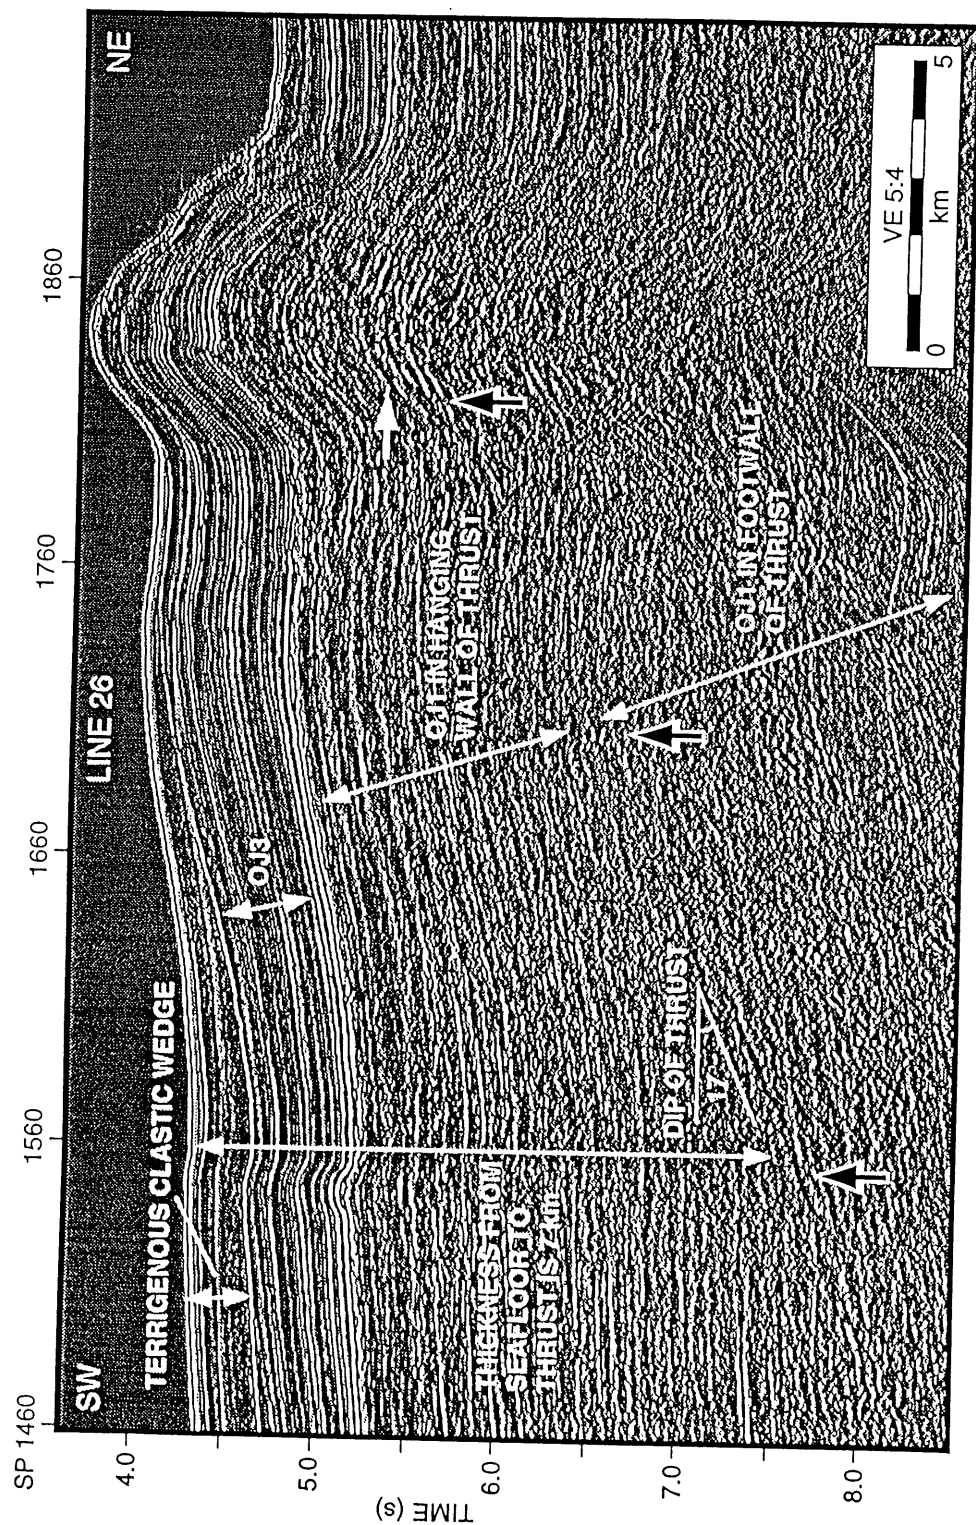 SP 1460
1560
1660
1760
1860
LINE 26
SW
NE
TERRIGENOUS CLASTIC WEDGE
OJ3
OJ1 IN HANGING
WALL OF THRUST
OJ1 IN FOOTWALL
OF THRUST
THICKNESS FROM
SEAFLOOR TO
THRUST IS 7 km
DIP OF THRUST
17
VE 5:4
0
5
km
4.0
5.0
6.0
7.0
8.0
TIME (s)